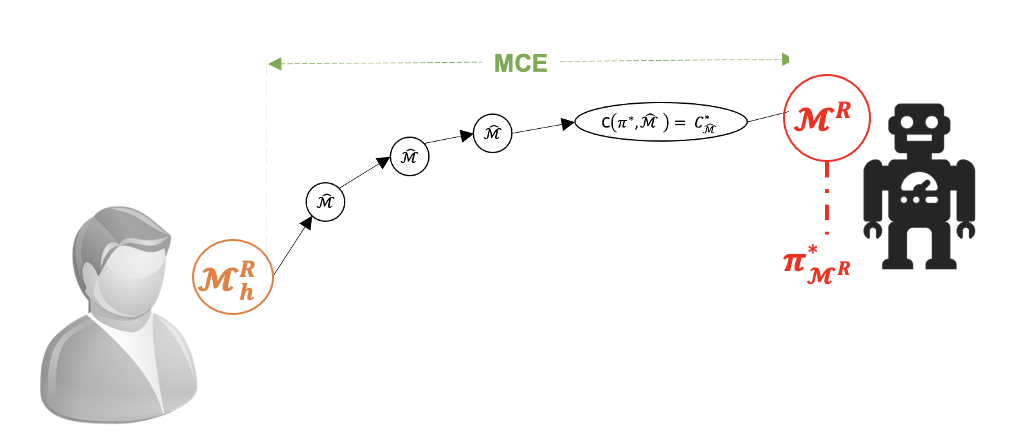 MCE
ℳ̂
ℳ̂
ℳ̂
C(π*, ℳ̂) = C*_ℳ̂
ℳ^R
ℳ^R_h
π*_ℳ^R